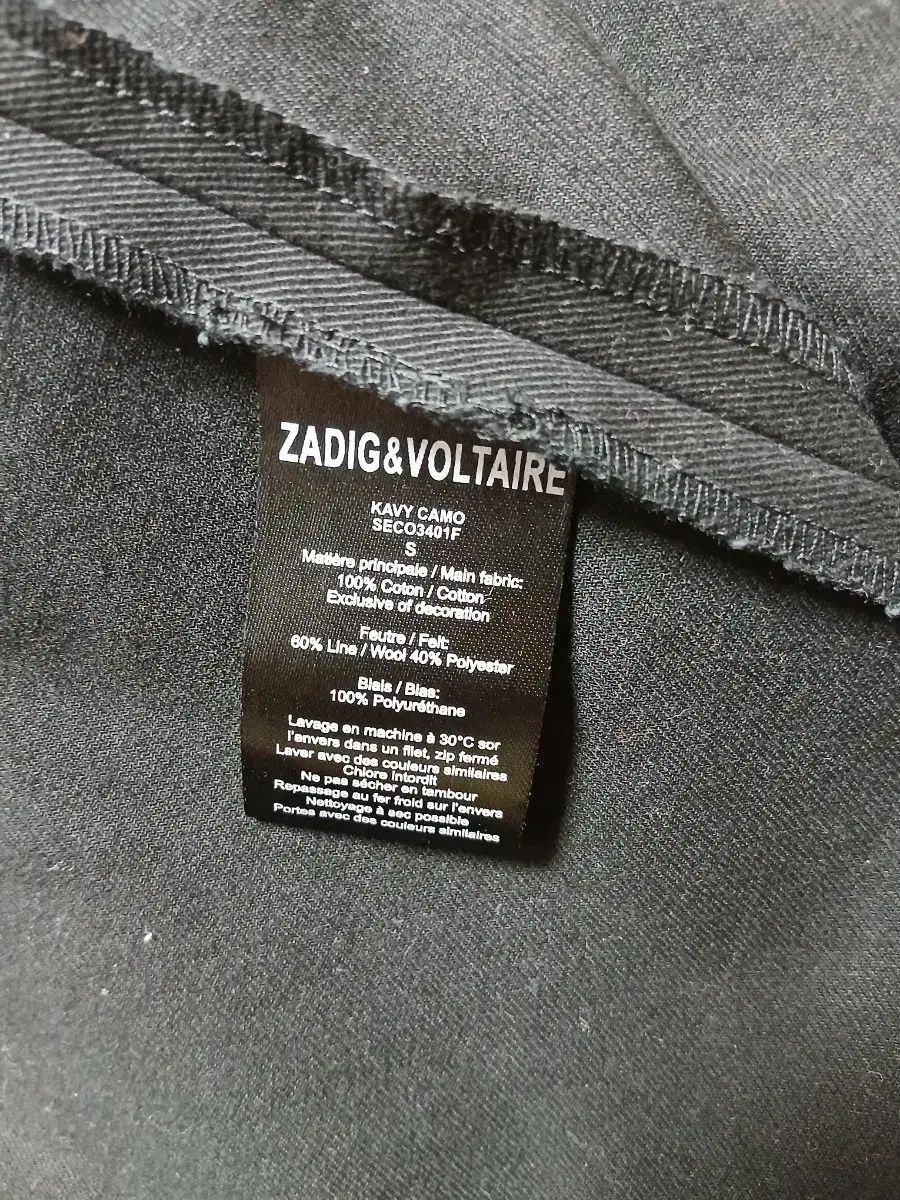 ZADIG&VOLTAIRE
KAVY CAMO
SECO3401F
S
Matière principale / Main fabric:
100% Coton / Cotton
Exclusive of decoration
Feutre / Felt:
60% Line / Wool 40% Polyester
Biais / Bias:
100% Polyuréthane
Lavage en machine à 30°C sor
l'envers dans un filet, zip fermé
Laver avec des couleurs similaires
Chlore interdit
Ne pas sécher en tambour
Repassage au fer froid sur l'envers
Nettoyage à sec possible
Portes avec des couleurs similaires